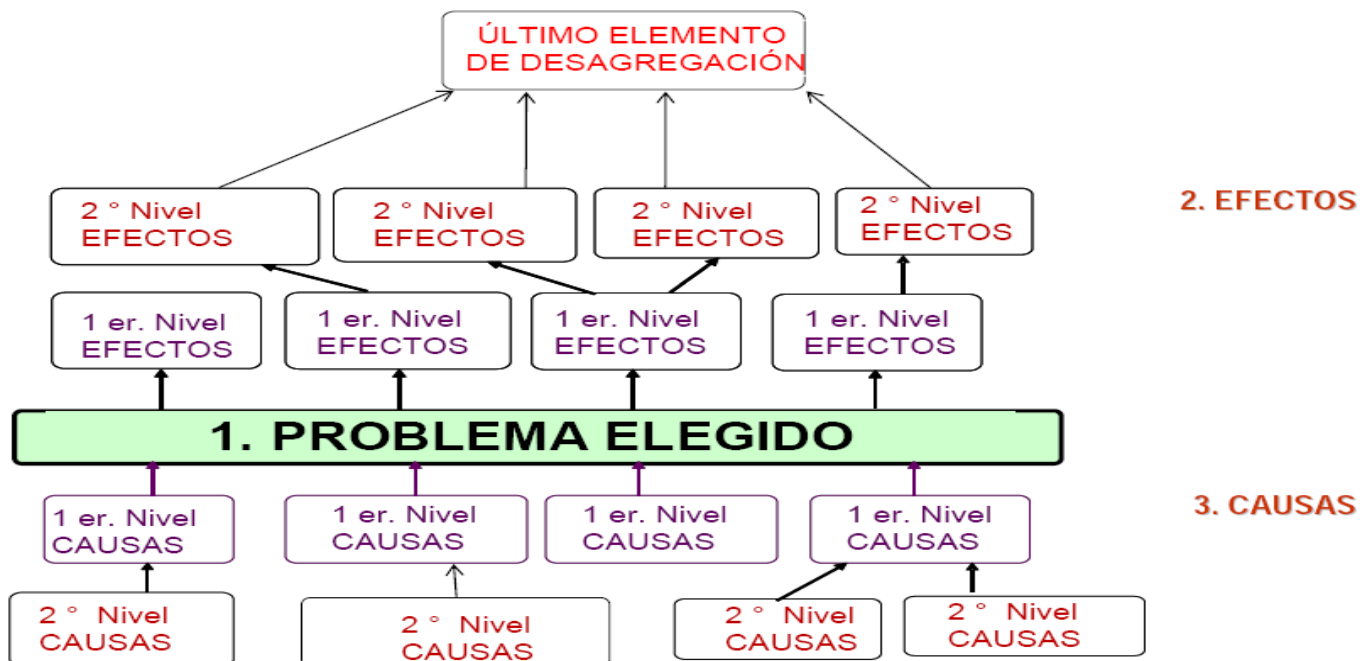 ÚLTIMO ELEMENTO
DE DESAGREGACIÓN
2 ° Nivel
EFECTOS
2 ° Nivel
EFECTOS
2 ° Nivel
EFECTOS
2 ° Nivel
EFECTOS
2. EFECTOS
1 er. Nivel
EFECTOS
1 er. Nivel
EFECTOS
1 er. Nivel
EFECTOS
1 er. Nivel
EFECTOS
1. PROBLEMA ELEGIDO
1 er. Nivel
CAUSAS
1 er. Nivel
CAUSAS
1 er. Nivel
CAUSAS
1 er. Nivel
CAUSAS
3. CAUSAS
2 ° Nivel
CAUSAS
2 ° Nivel
CAUSAS
2 ° Nivel
CAUSAS
2 ° Nivel
CAUSAS